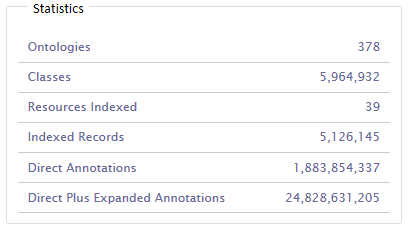 Statistics
Ontologies 378
Classes 5,964,932
Resources Indexed 39
Indexed Records 5,126,145
Direct Annotations 1,883,854,337
Direct Plus Expanded Annotations 24,828,631,205